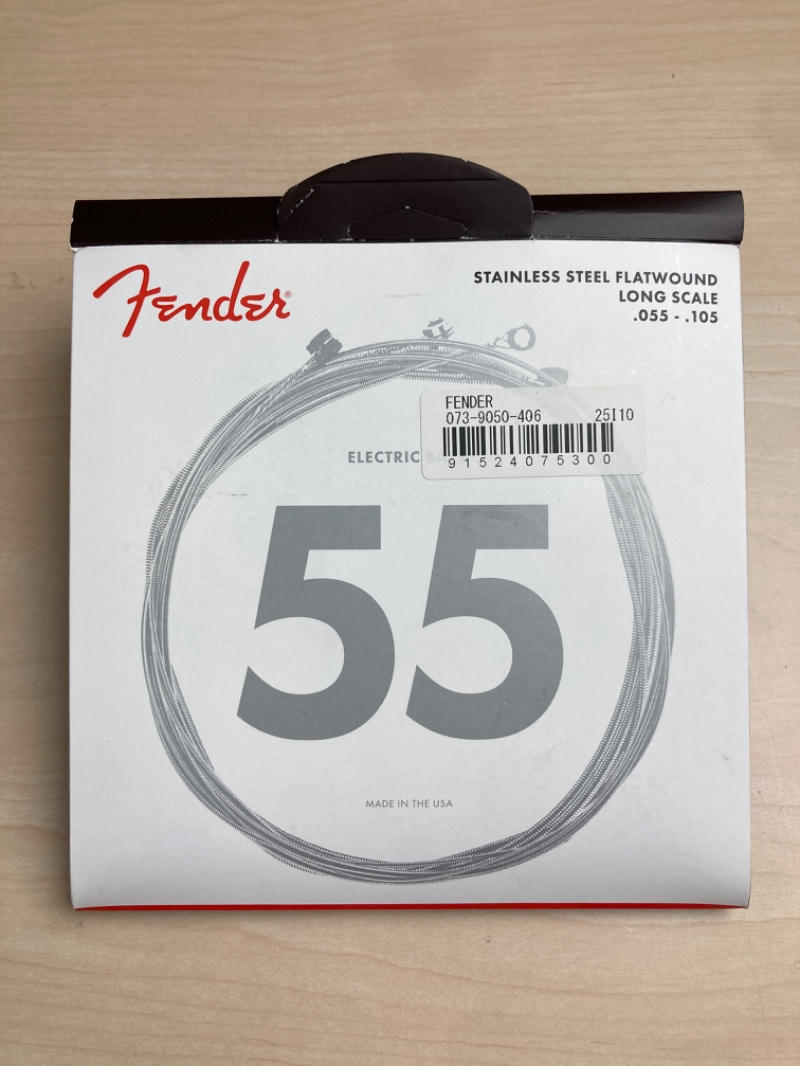 Fender®
STAINLESS STEEL FLATWOUND
LONG SCALE
.055 - .105
FENDER
073-9050-406 25I10
91524075300
ELECTRIC
55
MADE IN THE USA